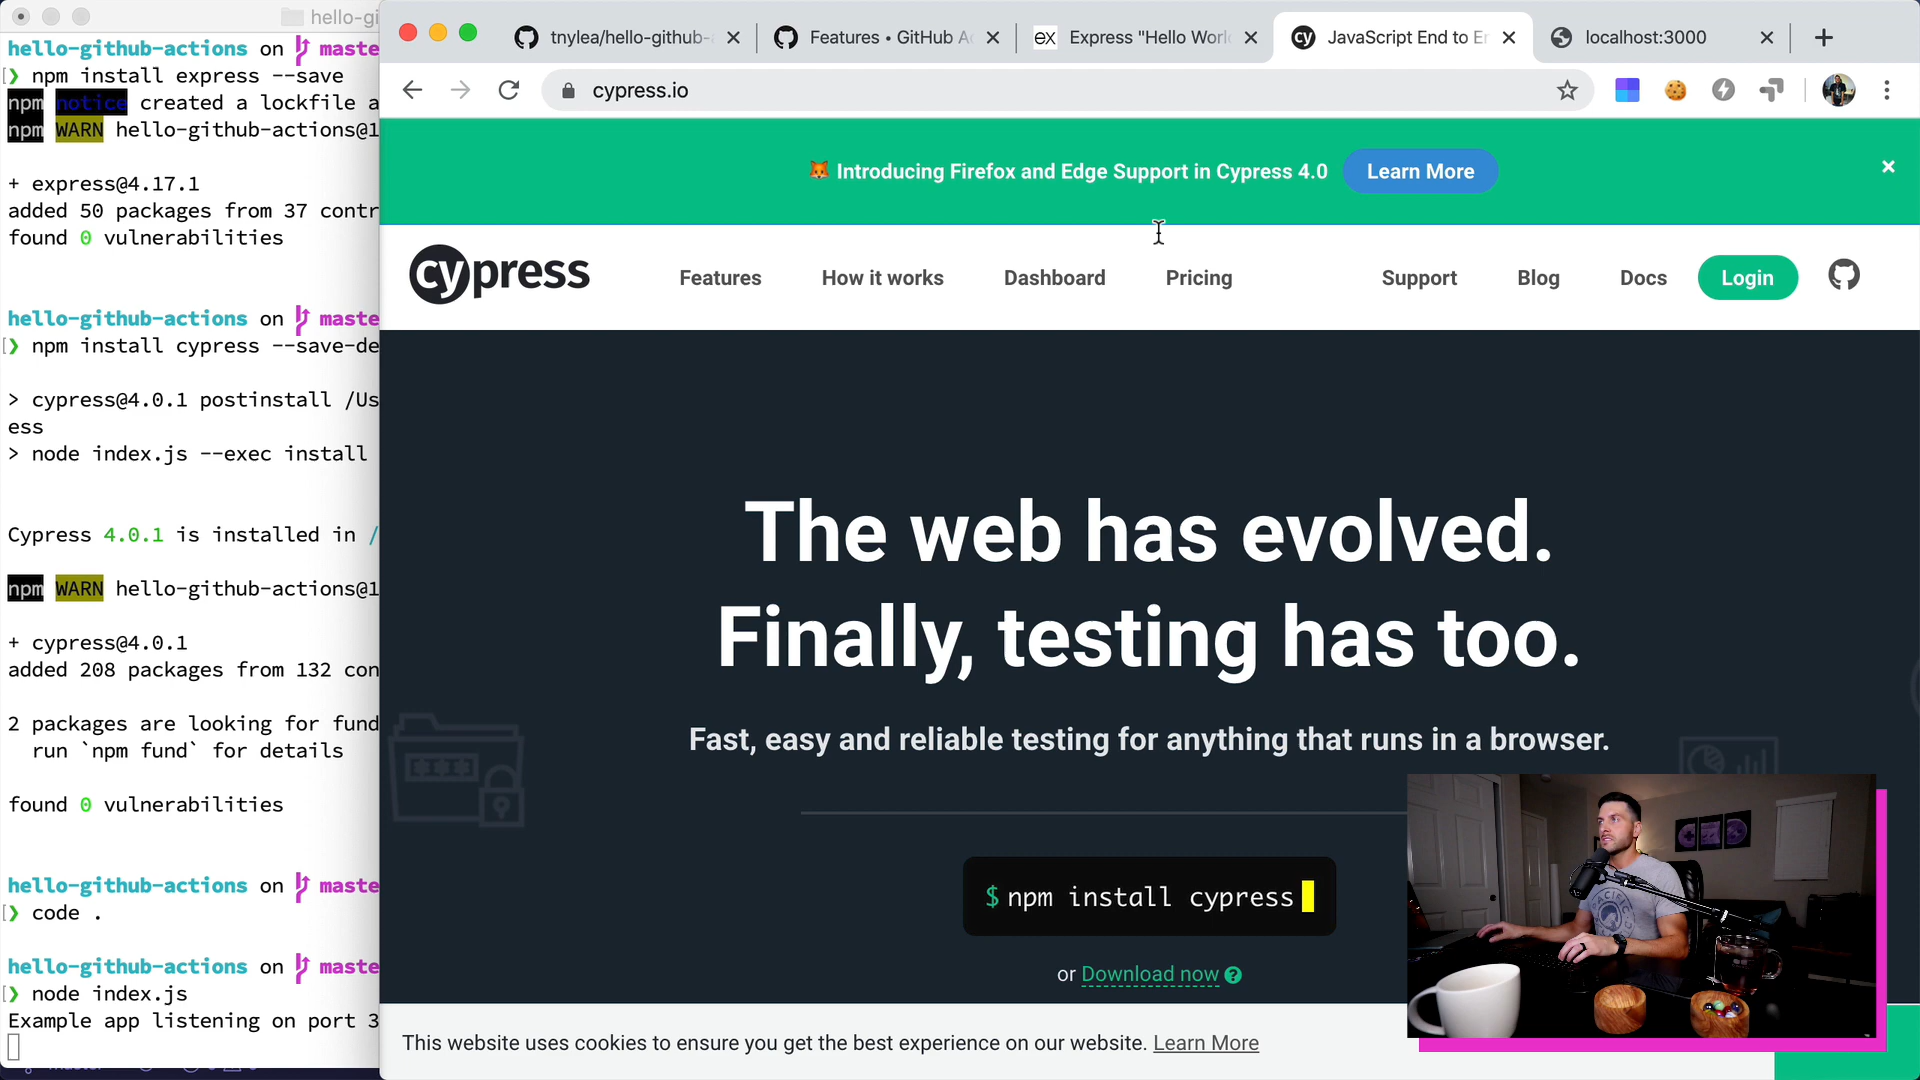 hello-gi
hello-github-actions on maste
❯ npm install express --save
npm notice created a lockfile a
npm WARN hello-github-actions@1
+ express@4.17.1
added 50 packages from 37 contr
found 0 vulnerabilities
hello-github-actions on maste
❯ npm install cypress --save-de
> cypress@4.0.1 postinstall /Us
ess
> node index.js --exec install
Cypress 4.0.1 is installed in /
npm WARN hello-github-actions@1
+ cypress@4.0.1
added 208 packages from 132 con
2 packages are looking for fund
run `npm fund` for details
found 0 vulnerabilities
hello-github-actions on maste
❯ code .
hello-github-actions on maste
❯ node index.js
Example app listening on port 3
tnylea/hello-github-
Features • GitHub A
EX Express "Hello Worl
cy JavaScript End to E
localhost:3000
cypress.io
🦊 Introducing Firefox and Edge Support in Cypress 4.0 Learn More
cypress
Features How it works Dashboard Pricing Support Blog Docs Login
The web has evolved.
Finally, testing has too.
Fast, easy and reliable testing for anything that runs in a browser.
$ npm install cypress
or Download now ?
This website uses cookies to ensure you get the best experience on our website. Learn More